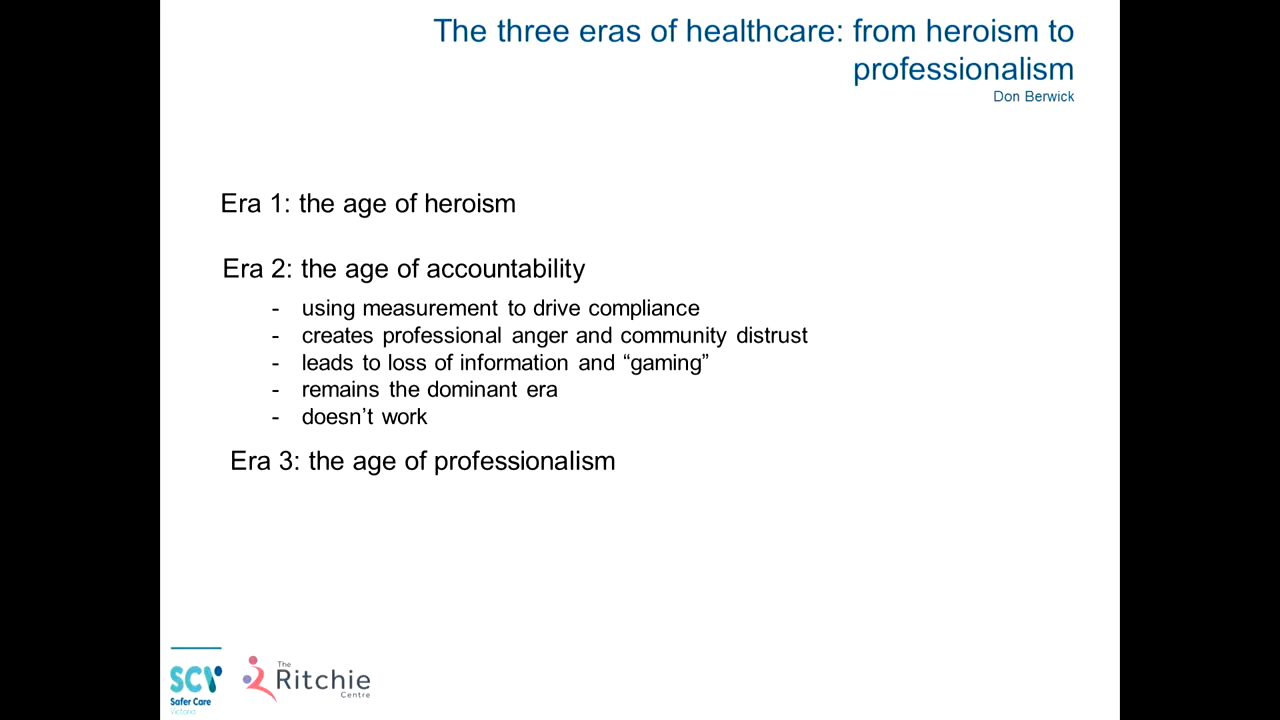 The three eras of healthcare: from heroism to
professionalism
Don Berwick
Era 1: the age of heroism
Era 2: the age of accountability
- using measurement to drive compliance
- creates professional anger and community distrust
- leads to loss of information and “gaming”
- remains the dominant era
- doesn’t work
Era 3: the age of professionalism
SCV
Safer Care
Victoria
The
Ritchie
Centre